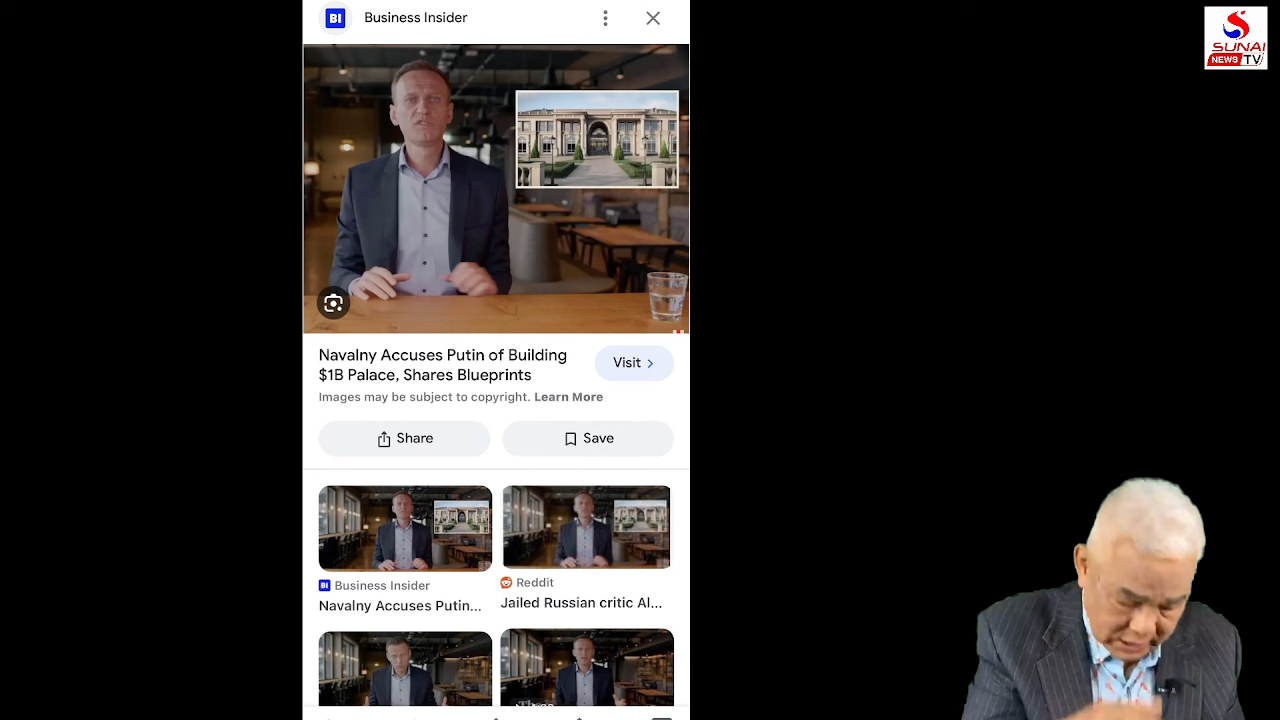 BI Business Insider
SUNAI
NEWS TV
Navalny Accuses Putin of Building
$1B Palace, Shares Blueprints
Visit
Images may be subject to copyright. Learn More
Share
Save
BI Business Insider
Navalny Accuses Putin...
Reddit
Jailed Russian critic Al...